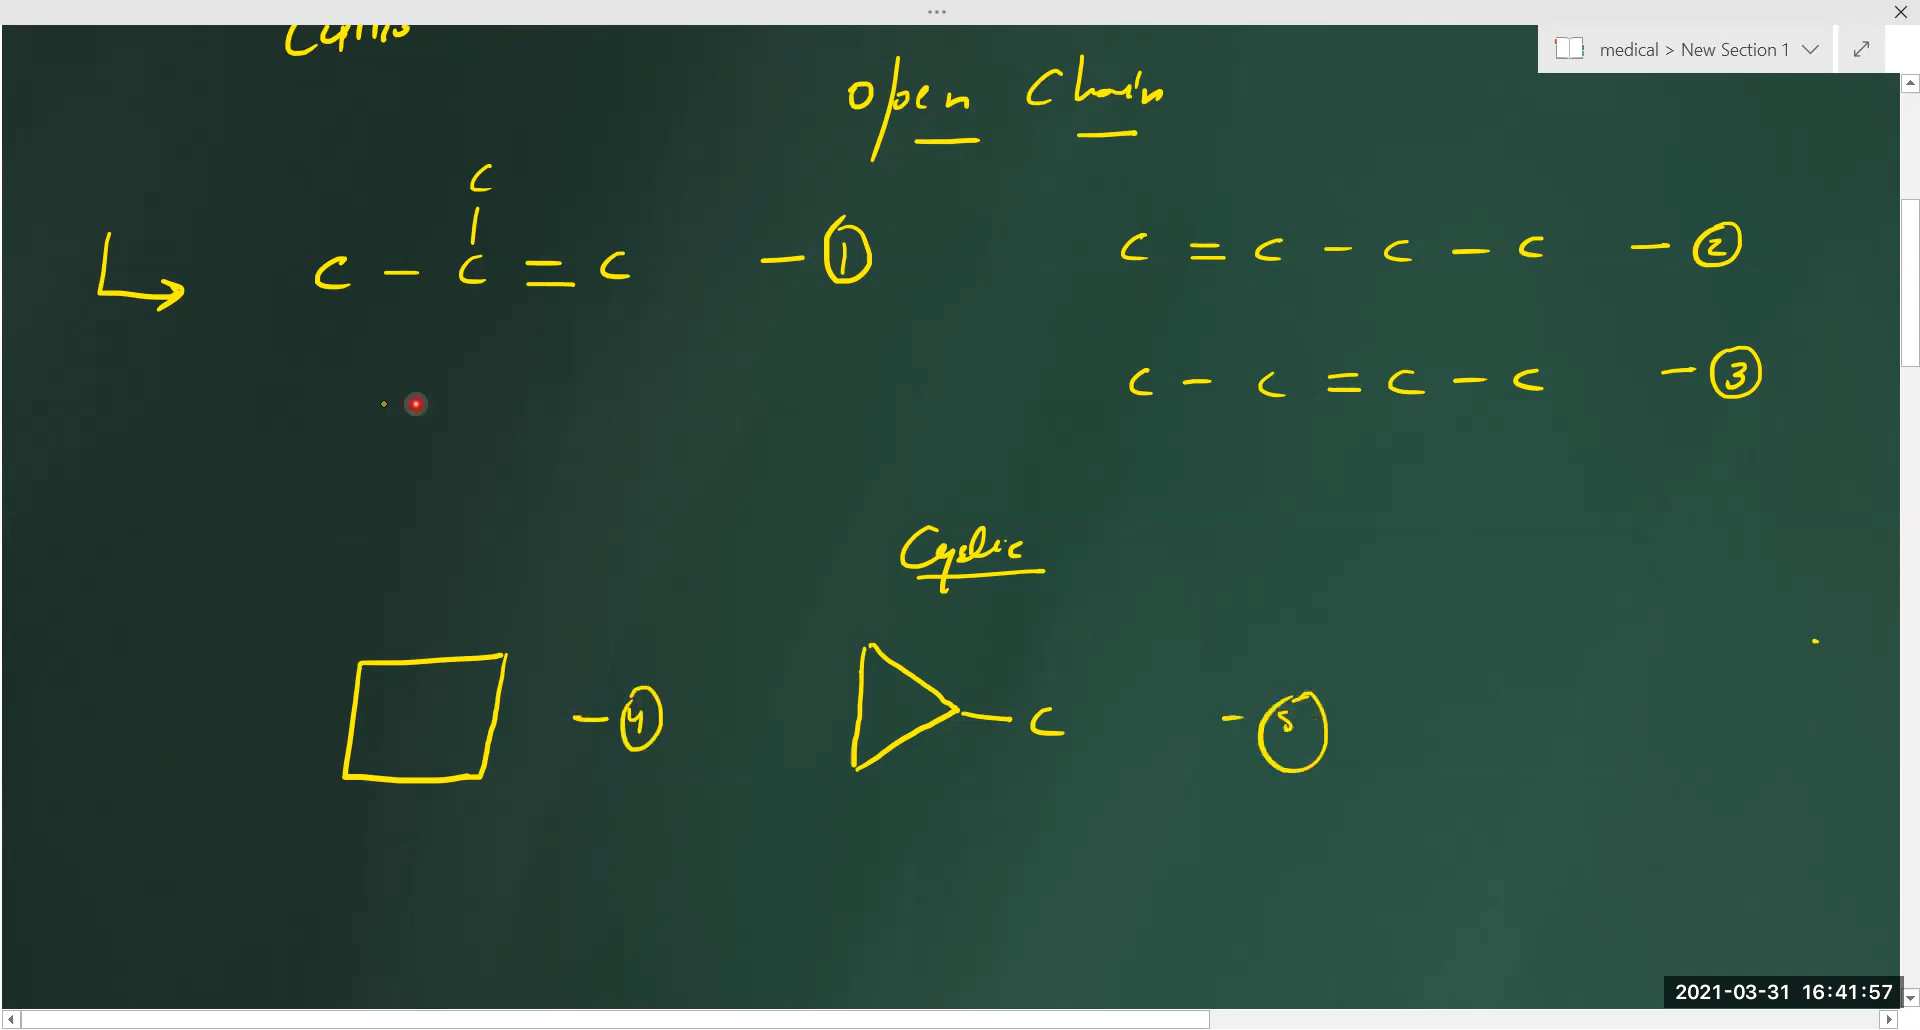 medical > New Section 1
Open Chain
C
|
C - C = C - ①
C = C - C - C - ②
C - C = C - C - ③
Cyclic
- ④
- C - ⑤
2021-03-31 16:41:57